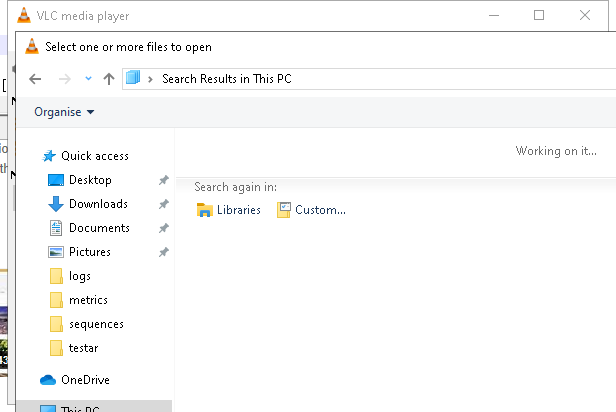 VLC media player
Select one or more files to open
Search Results in This PC
Organise
Working on it...
Quick access
Search again in:
Desktop
Libraries
Custom...
Downloads
Documents
Pictures
logs
metrics
sequences
testar
OneDrive
This PC